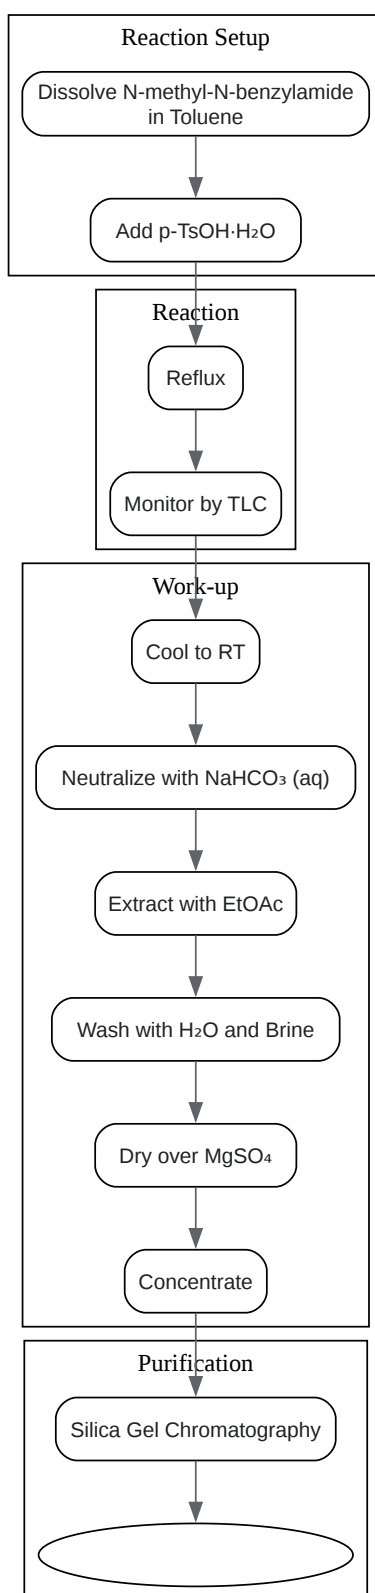 Reaction Setup
Dissolve N-methyl-N-benzylamide
in Toluene
Add p-TsOH·H₂O
Reaction
Reflux
Monitor by TLC
Work-up
Cool to RT
Neutralize with NaHCO₃ (aq)
Extract with EtOAc
Wash with H₂O and Brine
Dry over MgSO₄
Concentrate
Purification
Silica Gel Chromatography